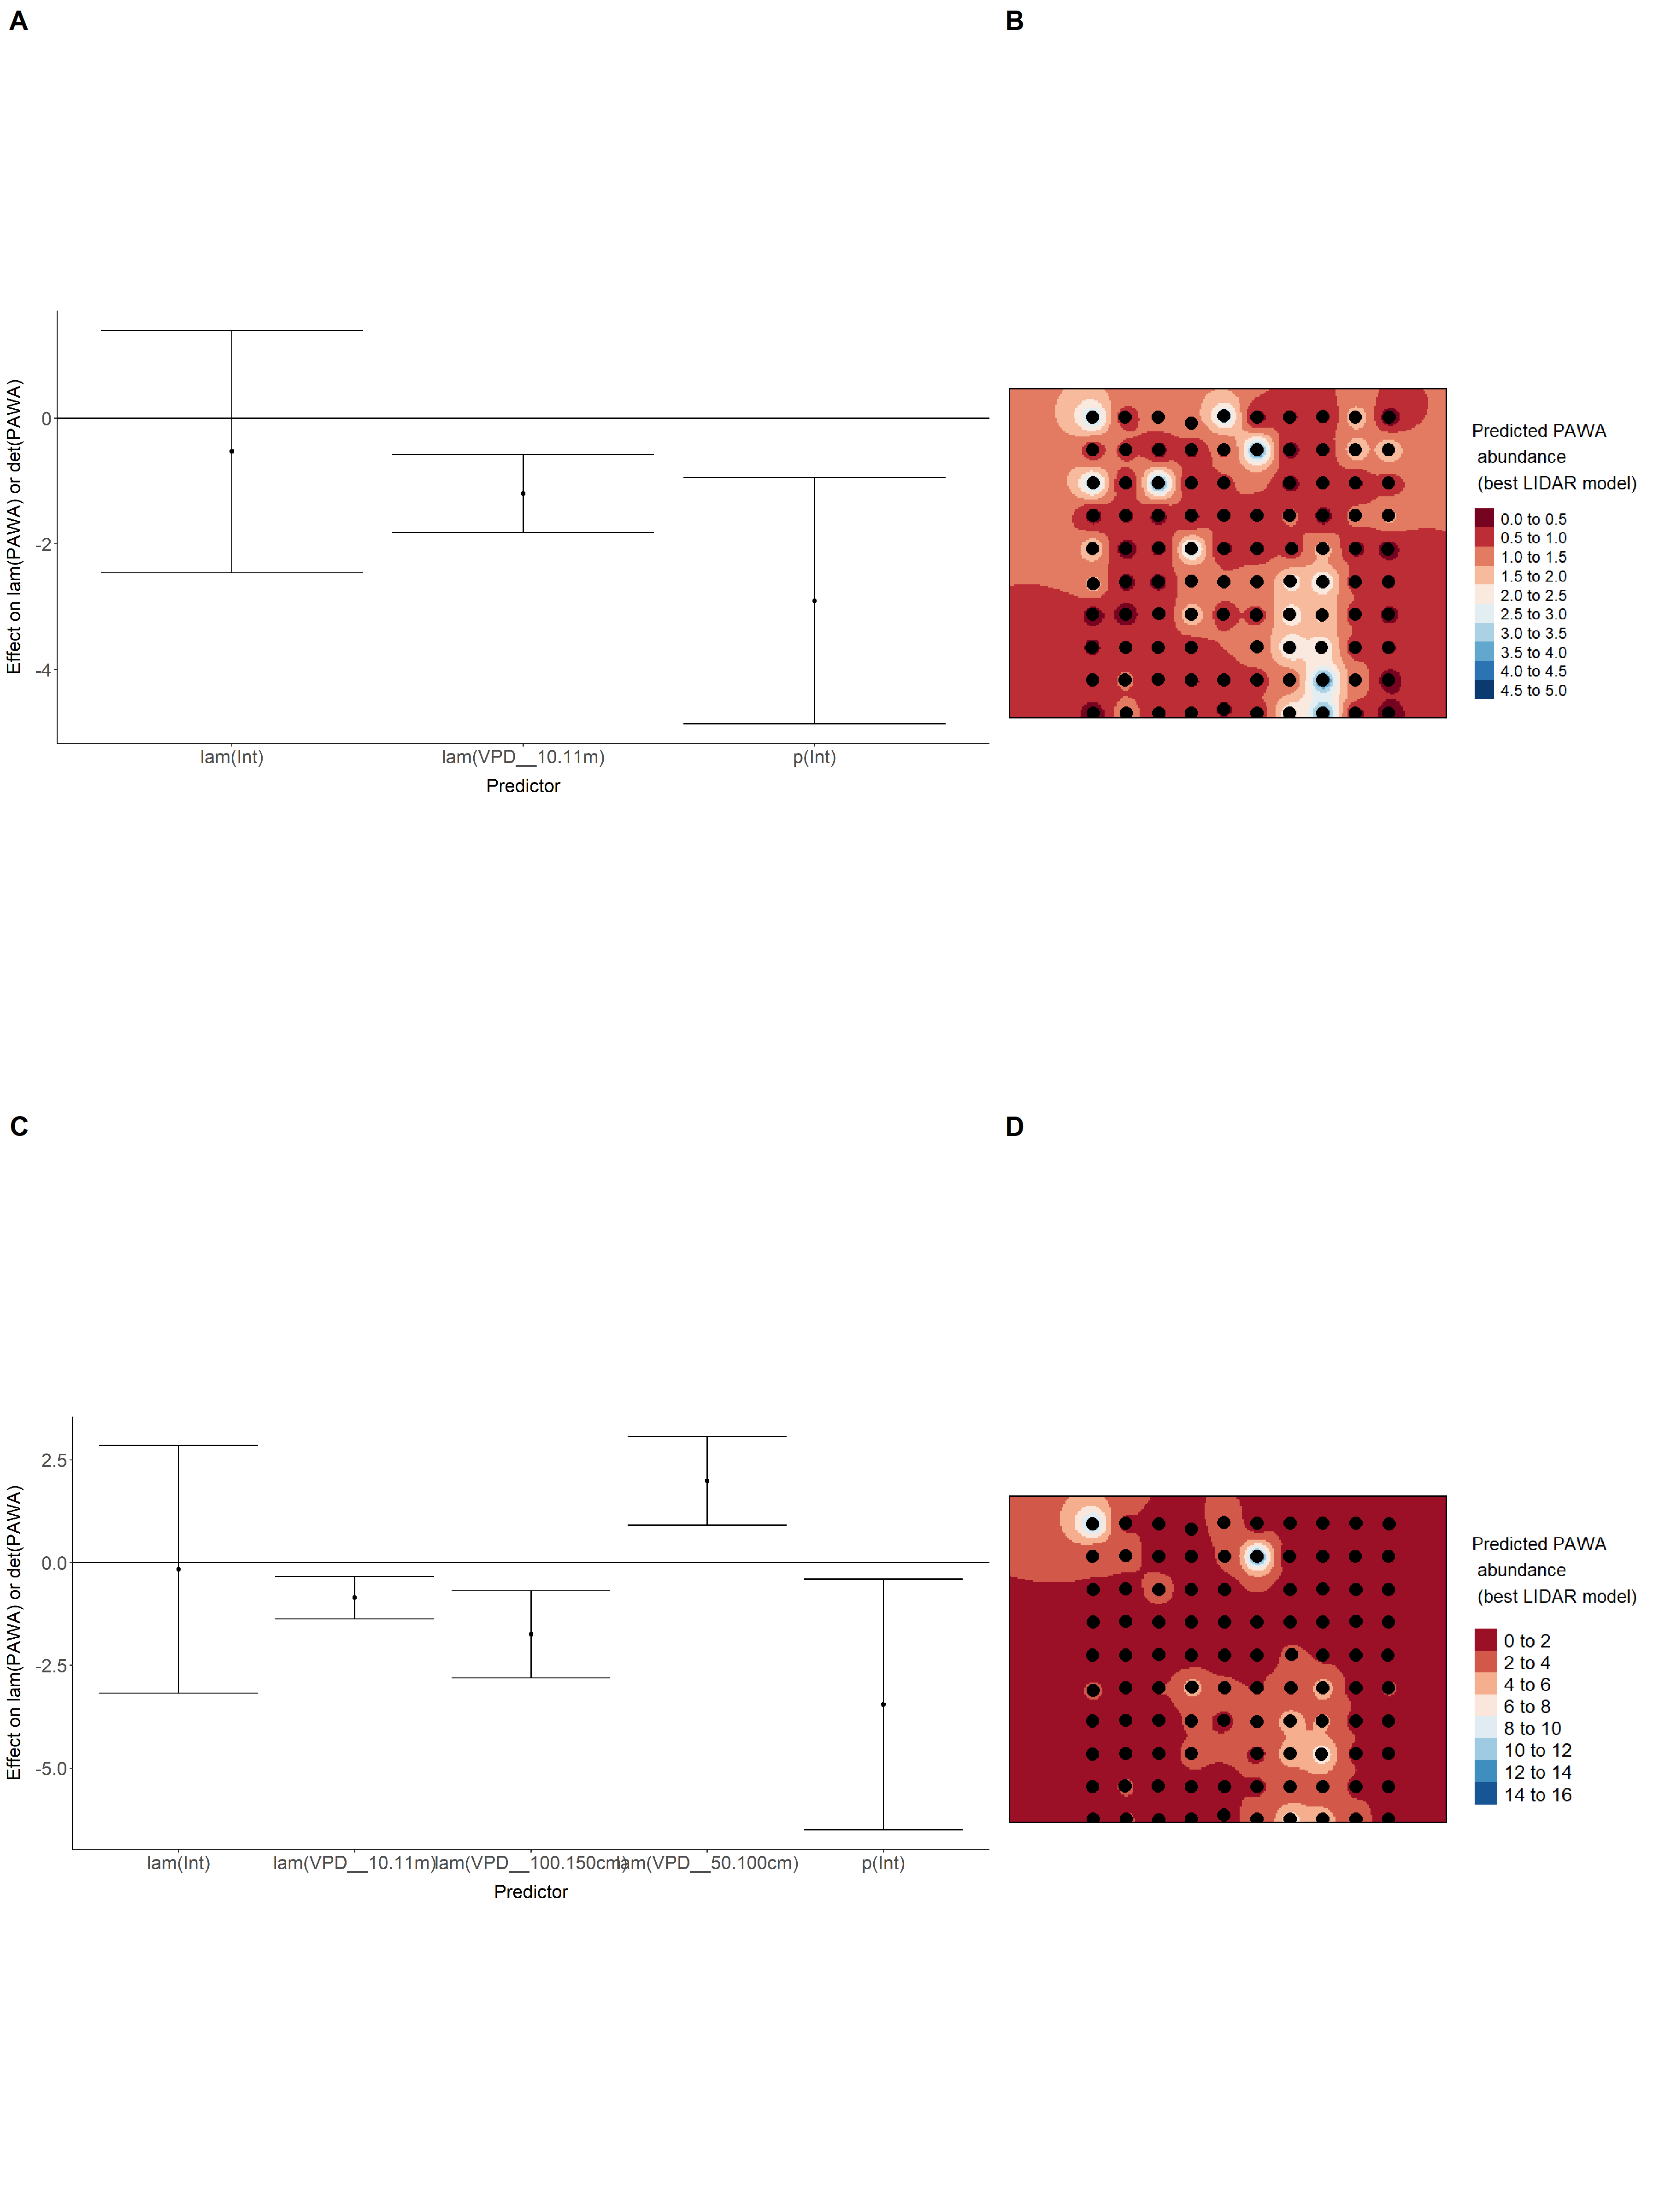 A
B
Effect on lam(PAWA) or det(PAWA)
0
-2
-4
lam(Int)
lam(VPD__10.11m)
p(Int)
Predictor
Predicted PAWA
abundance
(best LIDAR model)
0.0 to 0.5
0.5 to 1.0
1.0 to 1.5
1.5 to 2.0
2.0 to 2.5
2.5 to 3.0
3.0 to 3.5
3.5 to 4.0
4.0 to 4.5
4.5 to 5.0
C
D
Effect on lam(PAWA) or det(PAWA)
2.5
0.0
-2.5
-5.0
lam(Int)
lam(VPD__10.11m)
lam(VPD__100.150cm)
lam(VPD__50.100cm)
p(Int)
Predictor
Predicted PAWA
abundance
(best LIDAR model)
0 to 2
2 to 4
4 to 6
6 to 8
8 to 10
10 to 12
12 to 14
14 to 16